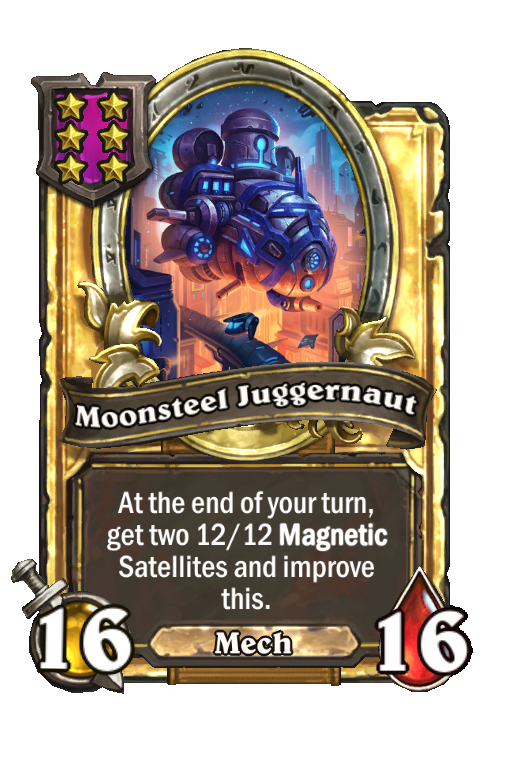 Moonsteel Juggernaut
At the end of your turn,
get two 12/12 Magnetic
Satellites and improve
this.
16
Mech
16